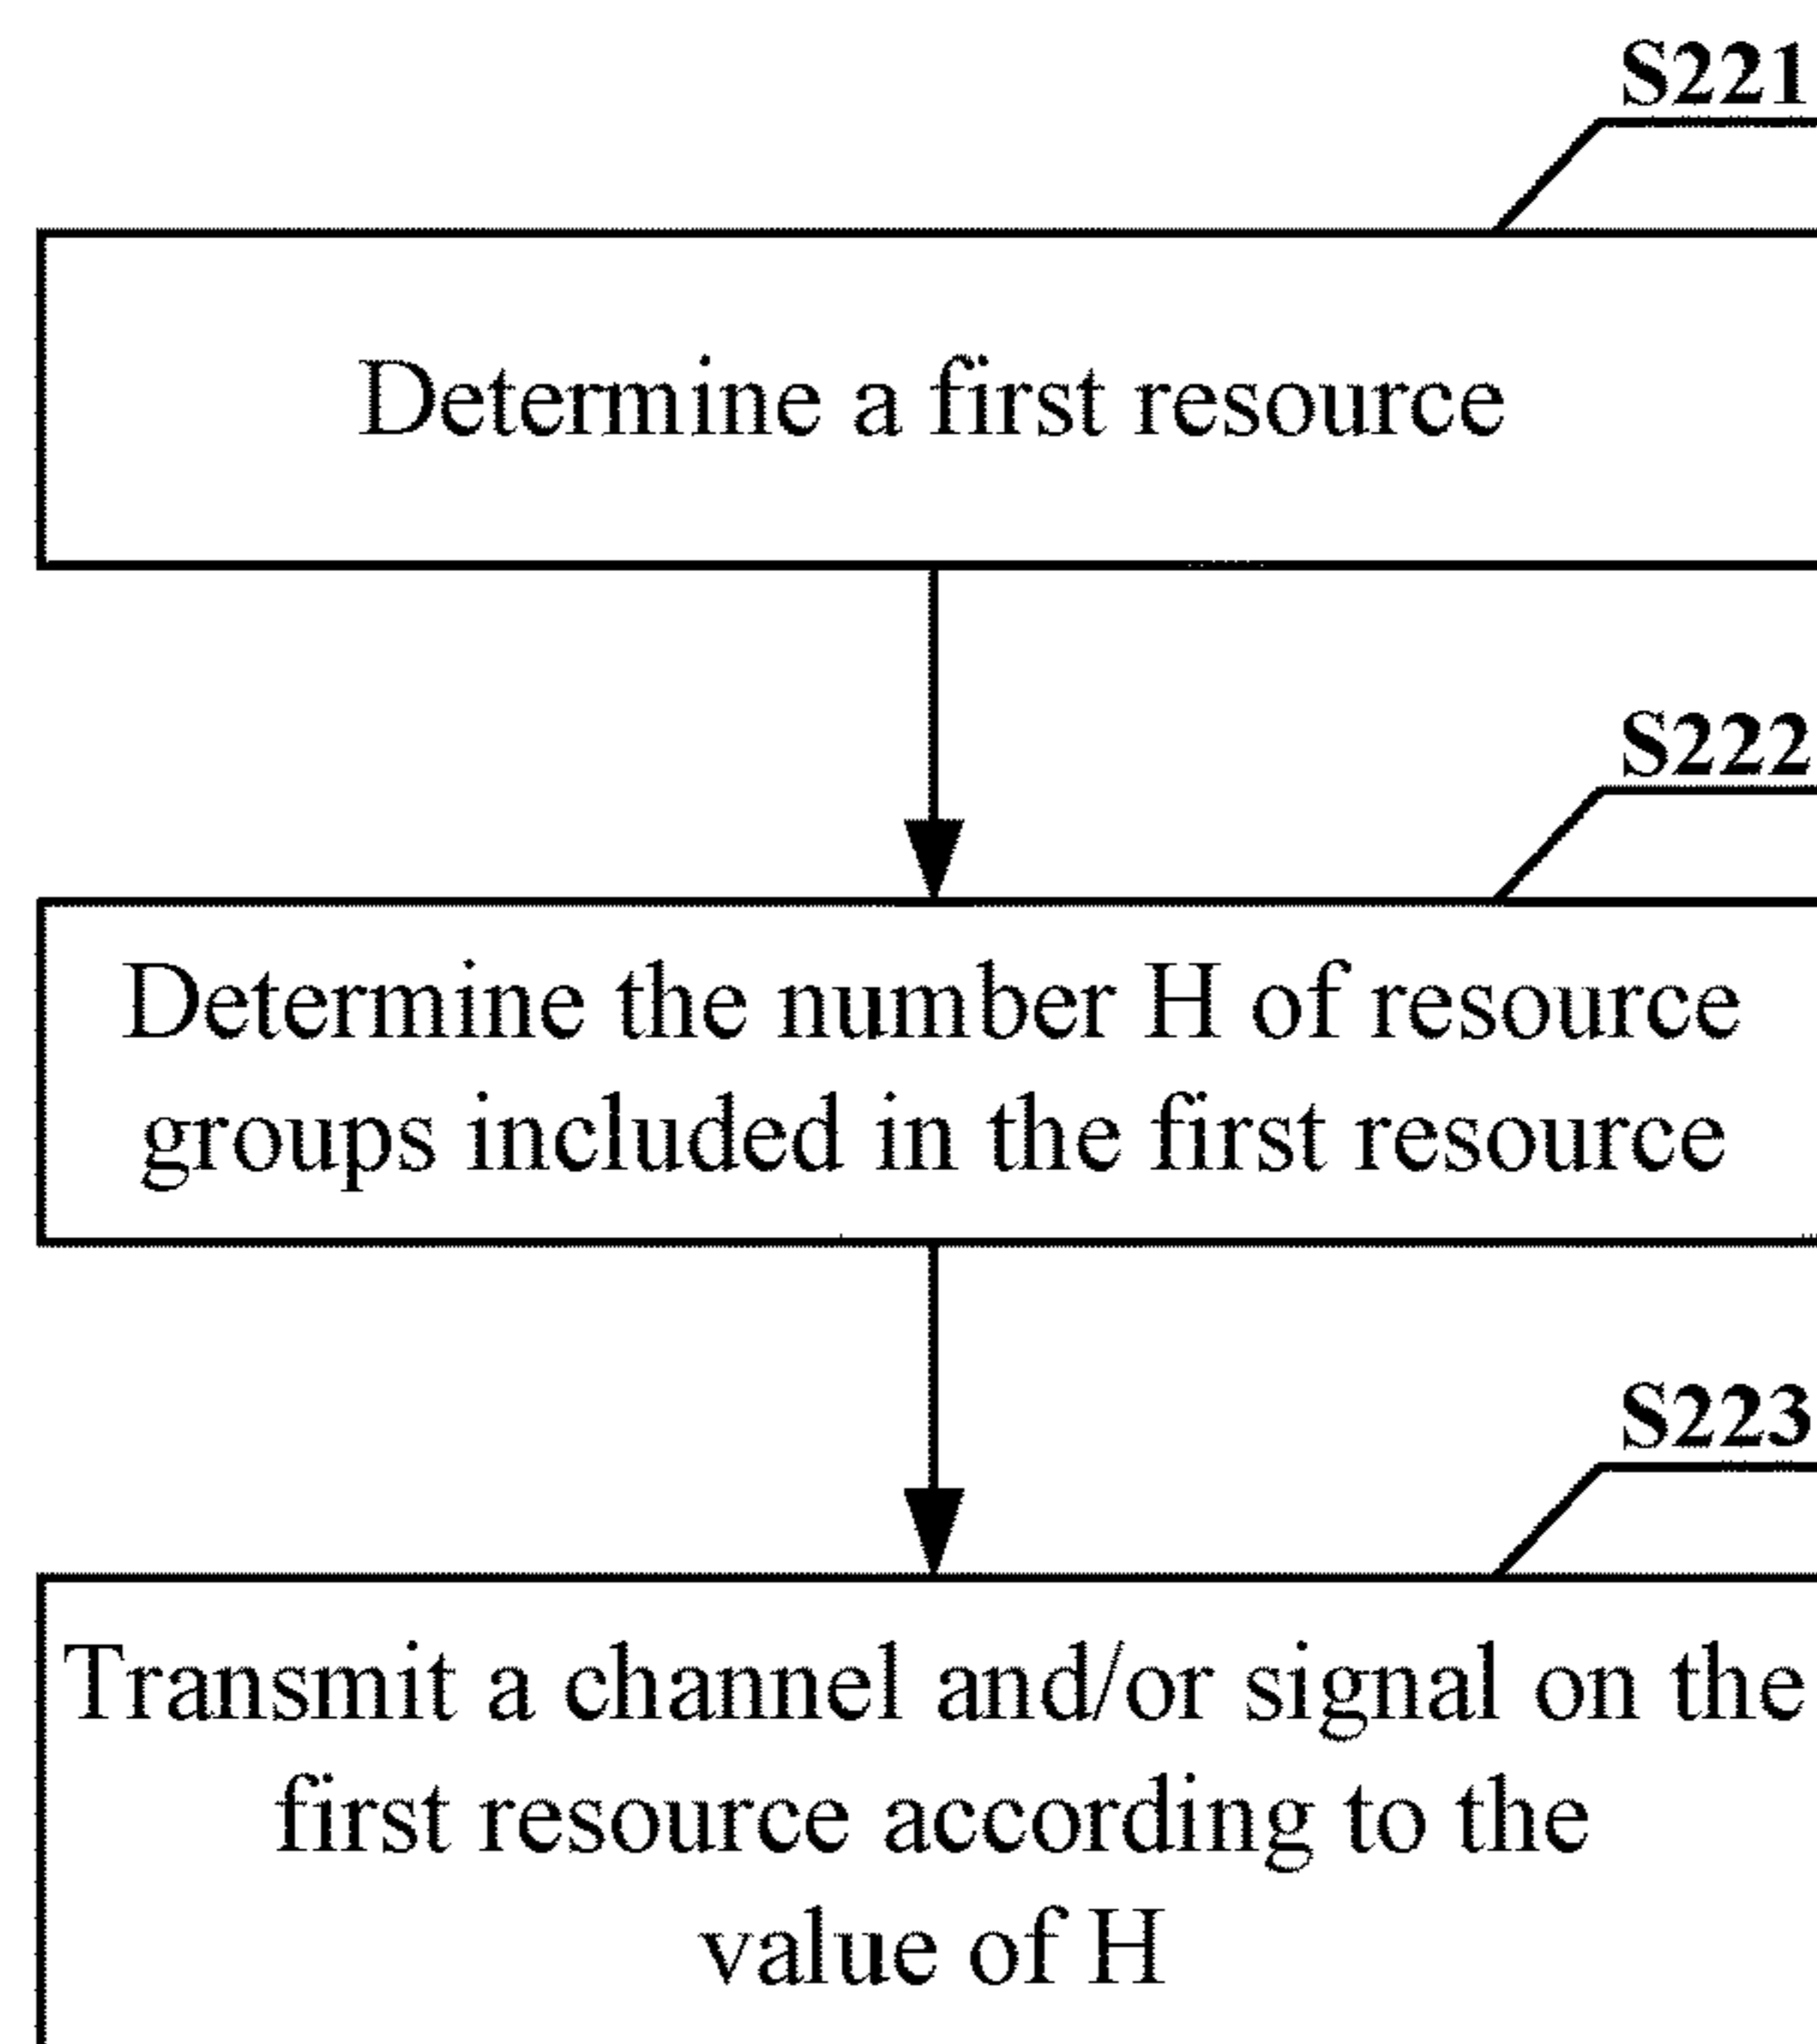 S221
Determine a first resource
S222
Determine the number H of resource
groups included in the first resource
S223
Transmit a channel and/or signal on the
first resource according to the
value of H